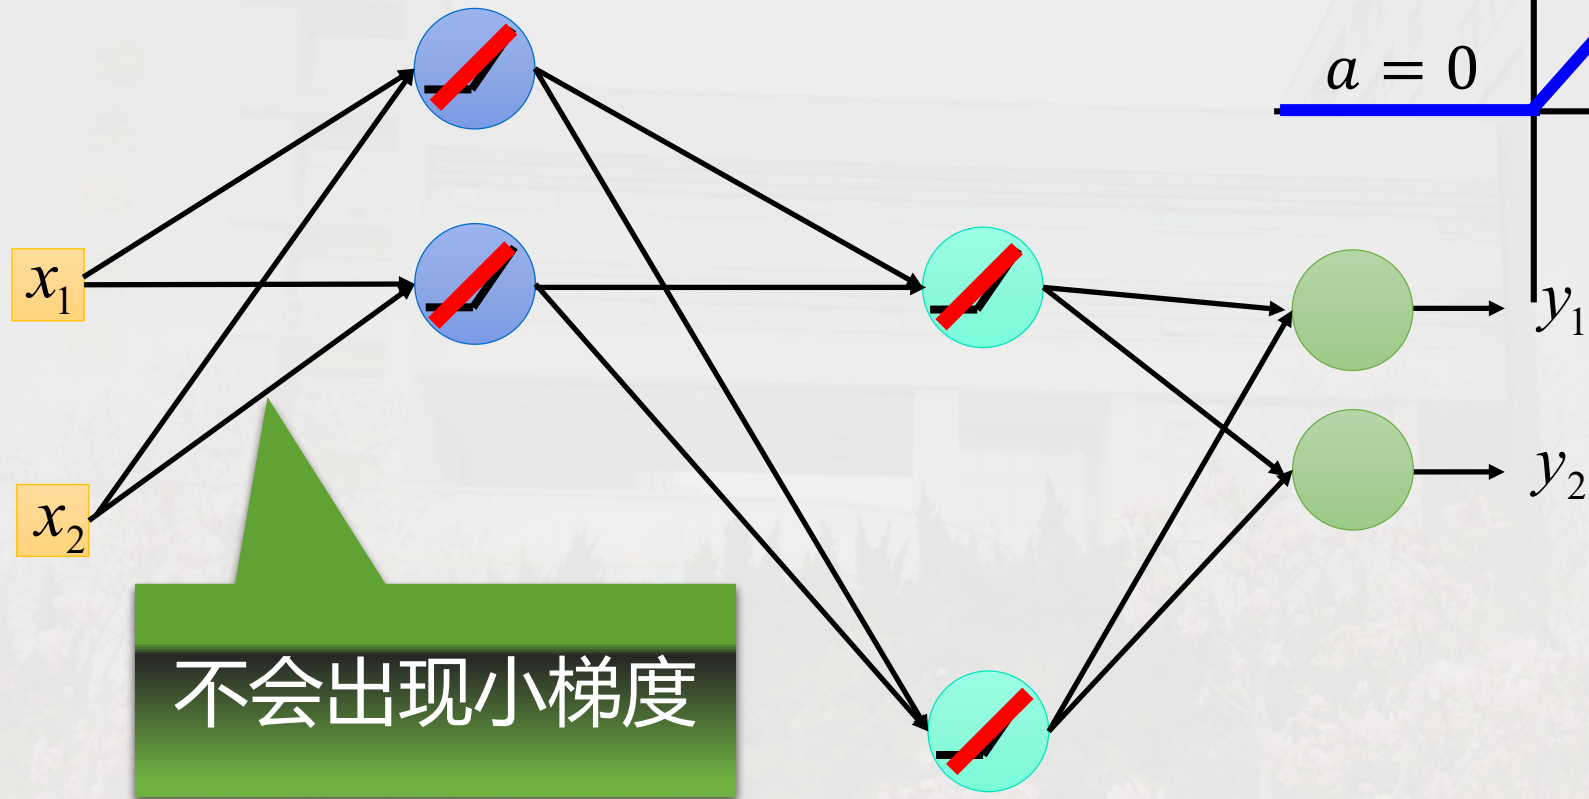 a = 0
x₁
y₁
x₂
y₂
不会出现小梯度